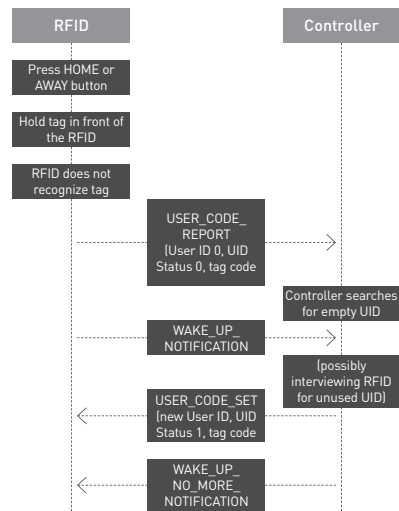 RFID
Controller
Press HOME or
AWAY button
Hold tag in front of
the RFID
RFID does not
recognize tag
USER_CODE_
REPORT
(User ID 0, UID
Status 0, tag code
Controller searches
for empty UID
WAKE_UP_
NOTIFICATION
(possibly
interviewing RFID
for unused UID)
USER_CODE_SET
(new User ID, UID
Status 1, tag code
WAKE_UP_
NO_MORE_
NOTIFICATION